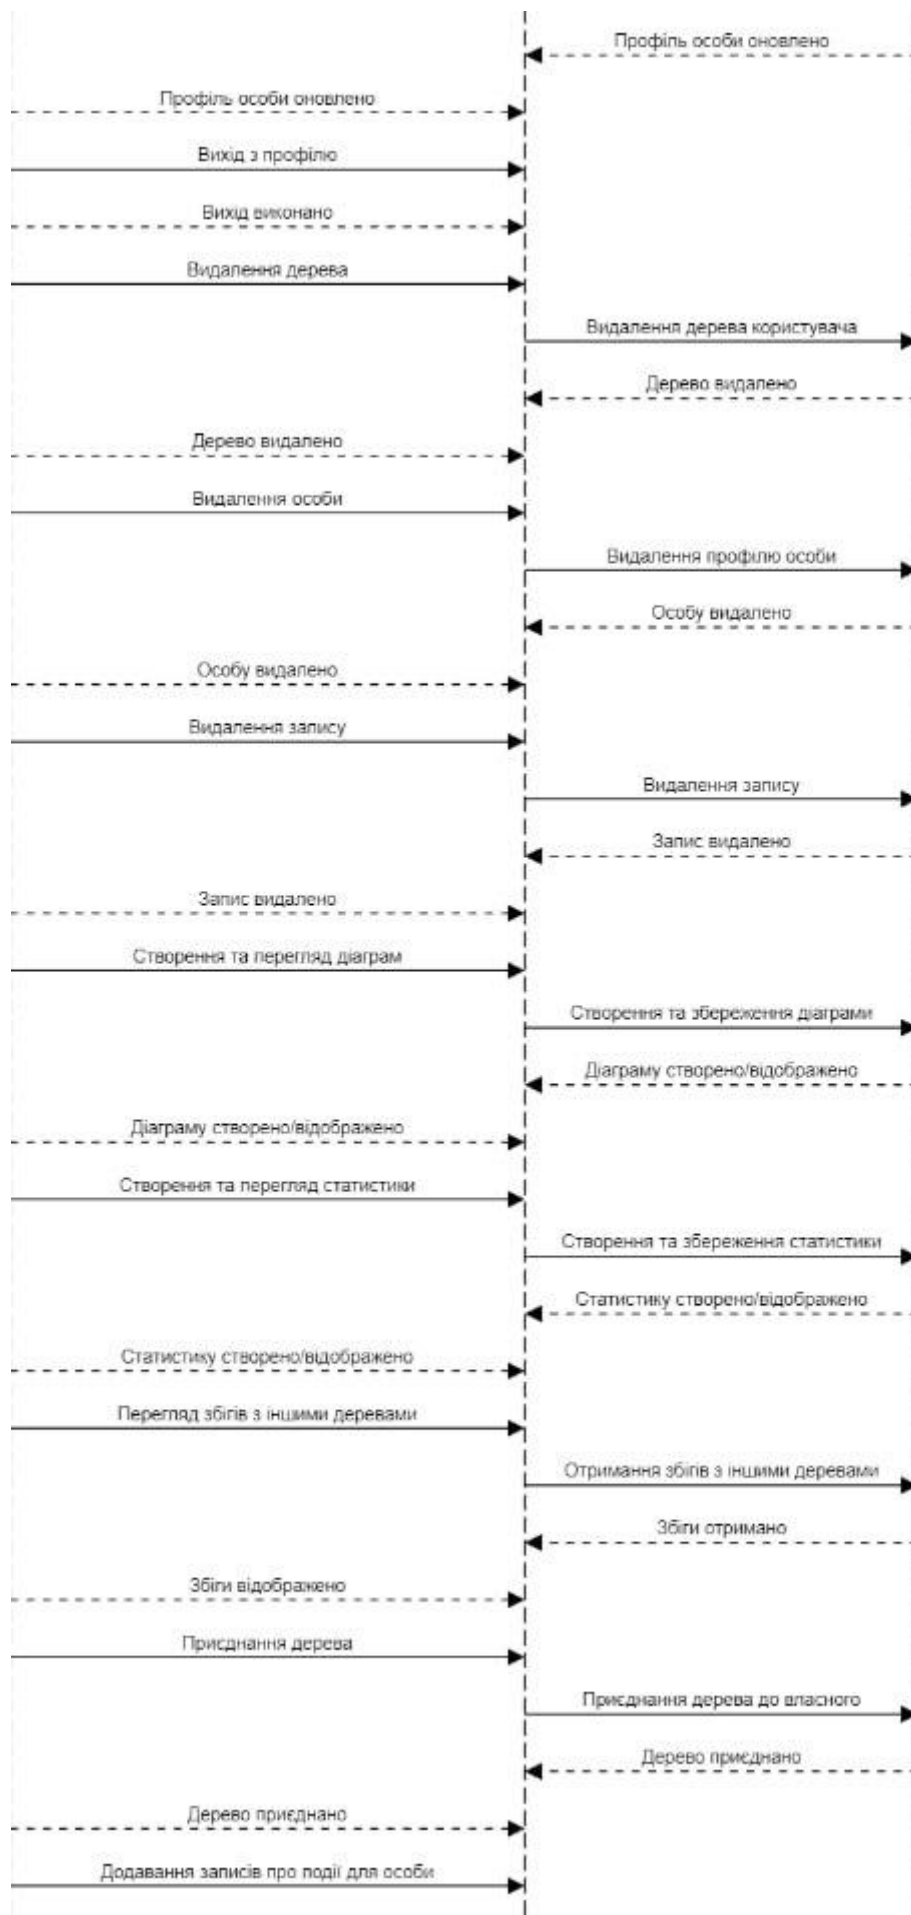 Профіль особи оновлено
Профіль особи оновлено
Вихід з профілю
Вихід виконано
Видалення дерева
Видалення дерева користувача
Дерево видалено
Дерево видалено
Видалення особи
Видалення профілю особи
Особу видалено
Особу видалено
Видалення запису
Видалення запису
Запис видалено
Запис видалено
Створення та перегляд діаграм
Створення та збереження діаграми
Діаграму створено/відображено
Діаграму створено/відображено
Створення та перегляд статистики
Створення та збереження статистики
Статистику створено/відображено
Статистику створено/відображено
Перегляд збігів з іншими деревами
Отримання збігів з іншими деревами
Збіги отримано
Збіги відображено
Приєднання дерева
Приєднання дерева до власного
Дерево приєднано
Дерево приєднано
Додавання записів про події для особи